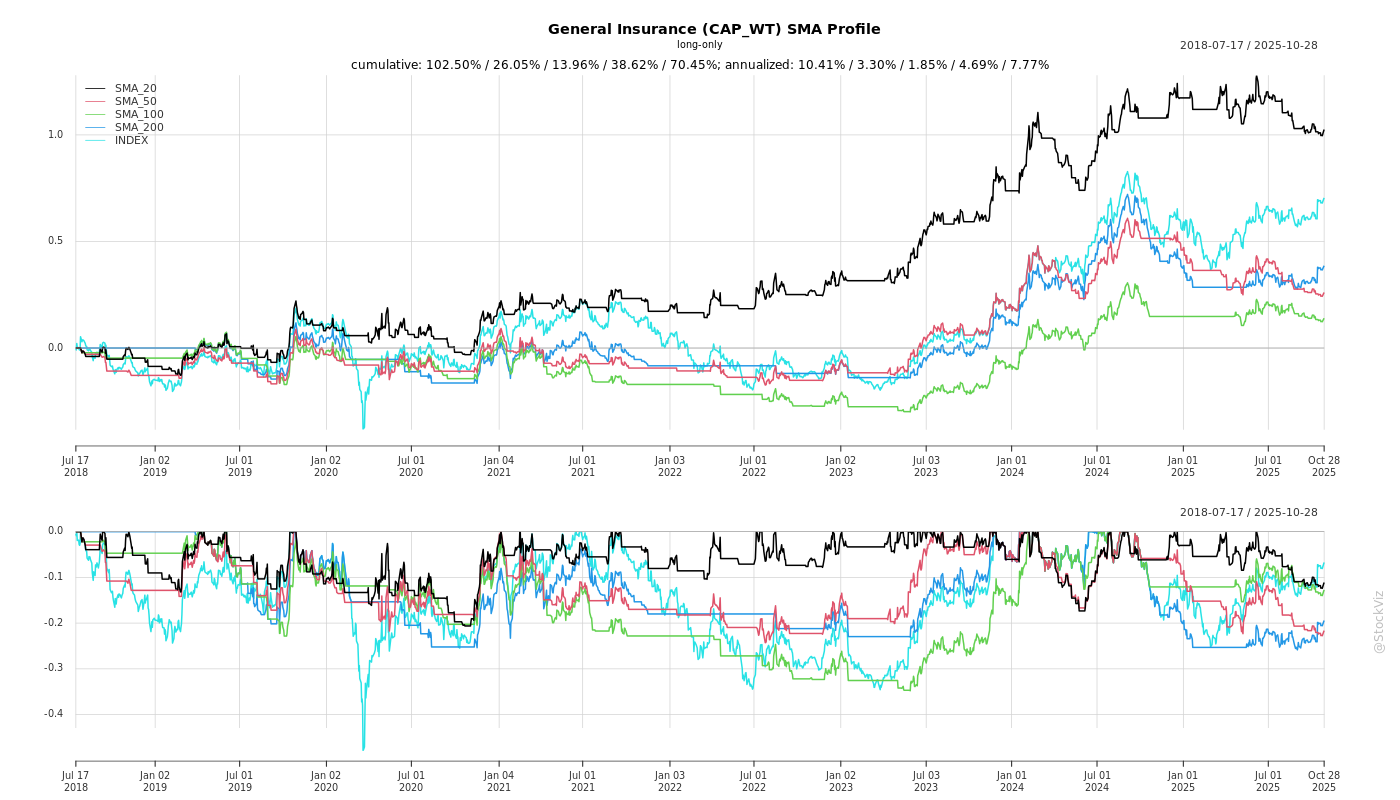 General Insurance (CAP_WT) SMA Profile
long-only
2018-07-17 / 2025-10-28
cumulative: 102.50% / 26.05% / 13.96% / 38.62% / 70.45%; annualized: 10.41% / 3.30% / 1.85% / 4.69% / 7.77%
SMA_20
SMA_50
SMA_100
SMA_200
INDEX
1.0
0.5
0.0
Jul 17 Jan 02 Jul 01 Jan 02 Jul 01 Jan 04 Jul 01 Jan 03 Jul 01 Jan 02 Jul 03 Jan 01 Jul 01 Jan 01 Jul 01 Oct 28
2018 2019 2019 2020 2020 2021 2021 2022 2022 2023 2023 2024 2024 2025 2025 2025
2018-07-17 / 2025-10-28
0.0
-0.1
-0.2
-0.3
-0.4
Jul 17 Jan 02 Jul 01 Jan 02 Jul 01 Jan 04 Jul 01 Jan 03 Jul 01 Jan 02 Jul 03 Jan 01 Jul 01 Jan 01 Jul 01 Oct 28
2018 2019 2019 2020 2020 2021 2021 2022 2022 2023 2023 2024 2024 2025 2025 2025
@StockViz